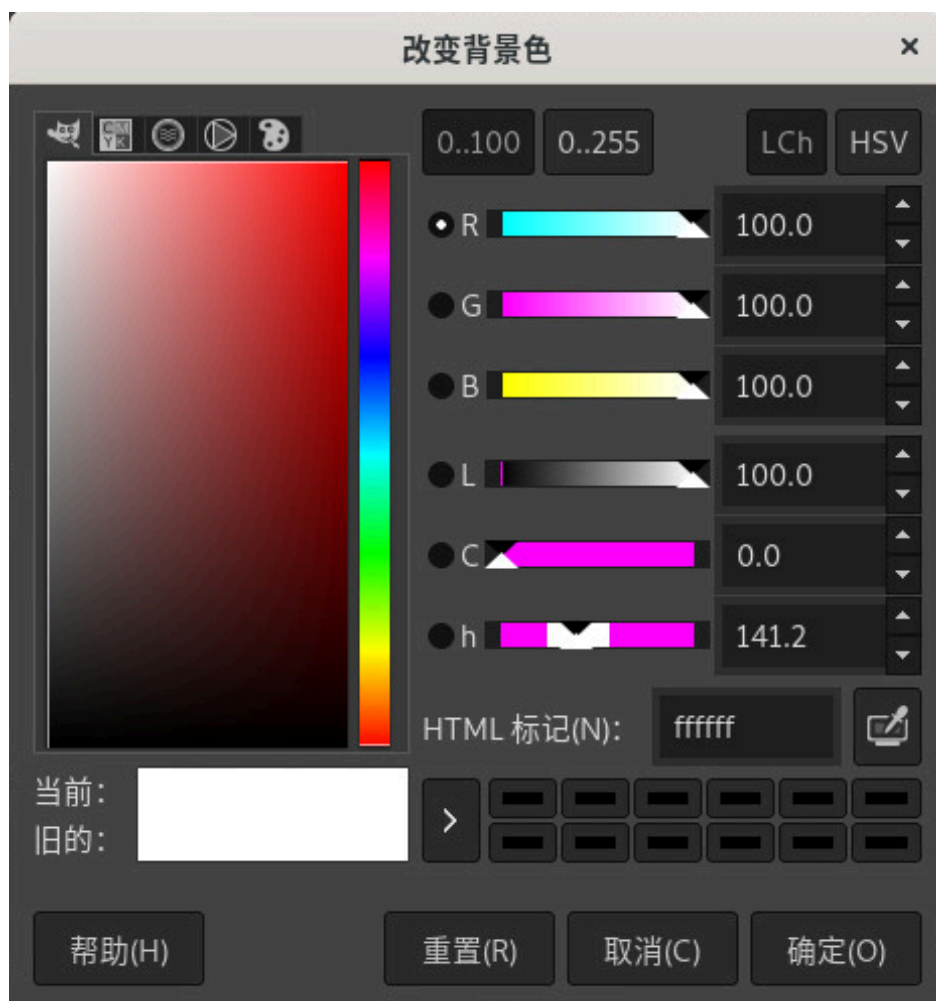 改变背景色 ×
CMYK
0..100 0..255 LCh HSV
R 100.0
G 100.0
B 100.0
L 100.0
C 0.0
h 141.2
HTML 标记(N): ffffff
当前:
旧的:
帮助(H) 重置(R) 取消(C) 确定(O)